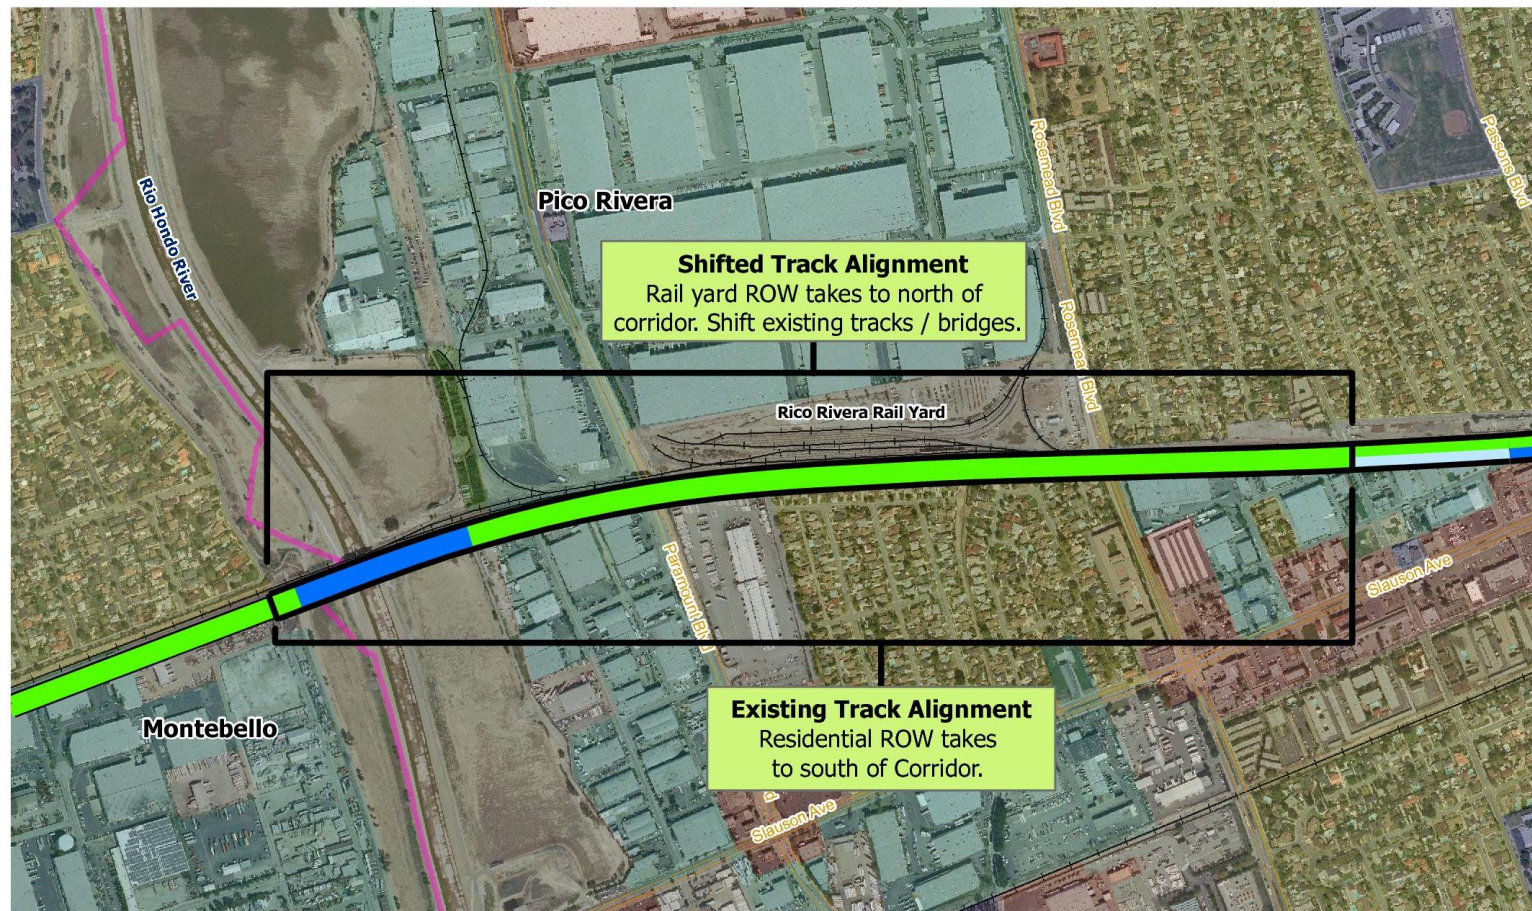 Passons Blvd
Rosemead Blvd
Rio Hondo River
Pico Rivera
Shifted Track Alignment
Rail yard ROW takes to north of
corridor. Shift existing tracks / bridges.
Rosemead Blvd
Rico Rivera Rail Yard
Paramount Blvd
Slauson Ave
Montebello
Existing Track Alignment
Residential ROW takes
to south of Corridor.
Slauson Ave